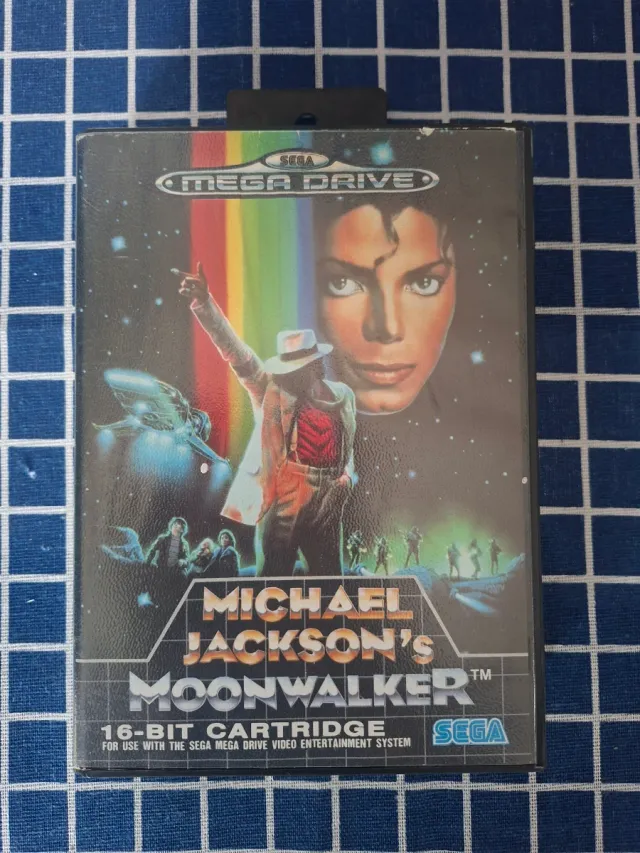 SEGA
MEGA DRIVE
MICHAEL
JACKSON'S
MOONWALKER™
16-BIT CARTRIDGE
FOR USE WITH THE SEGA MEGA DRIVE VIDEO ENTERTAINMENT SYSTEM
SEGA